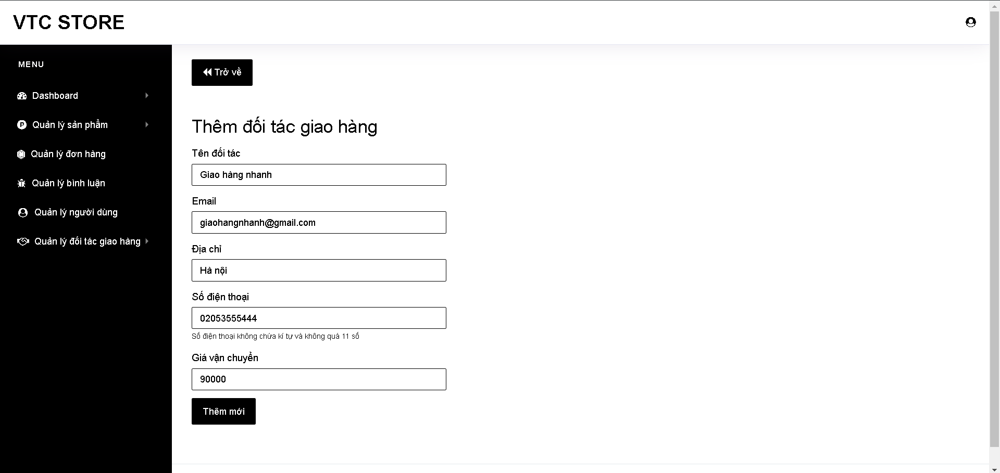 VTC STORE
MENU
Dashboard
Quản lý sản phẩm
Quản lý đơn hàng
Quản lý bình luận
Quản lý người dùng
Quản lý đối tác giao hàng
Trở về
Thêm đối tác giao hàng
Tên đối tác
Giao hàng nhanh
Email
giaohangnhanh@gmail.com
Địa chỉ
Hà nội
Số điện thoại
02053555444
Số điện thoại không chứa kí tự và không quá 11 số
Giá vận chuyển
90000
Thêm mới